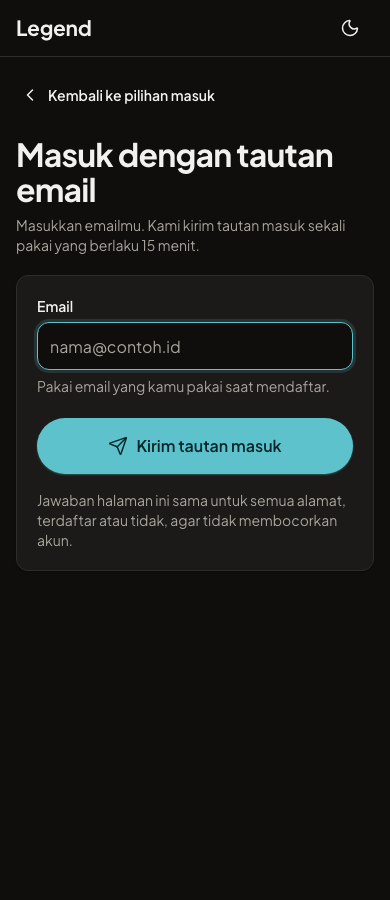 Legend
Kembali ke pilihan masuk
Masuk dengan tautan
email
Masukkan emailmu. Kami kirim tautan masuk sekali
pakai yang berlaku 15 menit.
Email
nama@contoh.id
Pakai email yang kamu pakai saat mendaftar.
Kirim tautan masuk
Jawaban halaman ini sama untuk semua alamat,
terdaftar atau tidak, agar tidak membocorkan
akun.